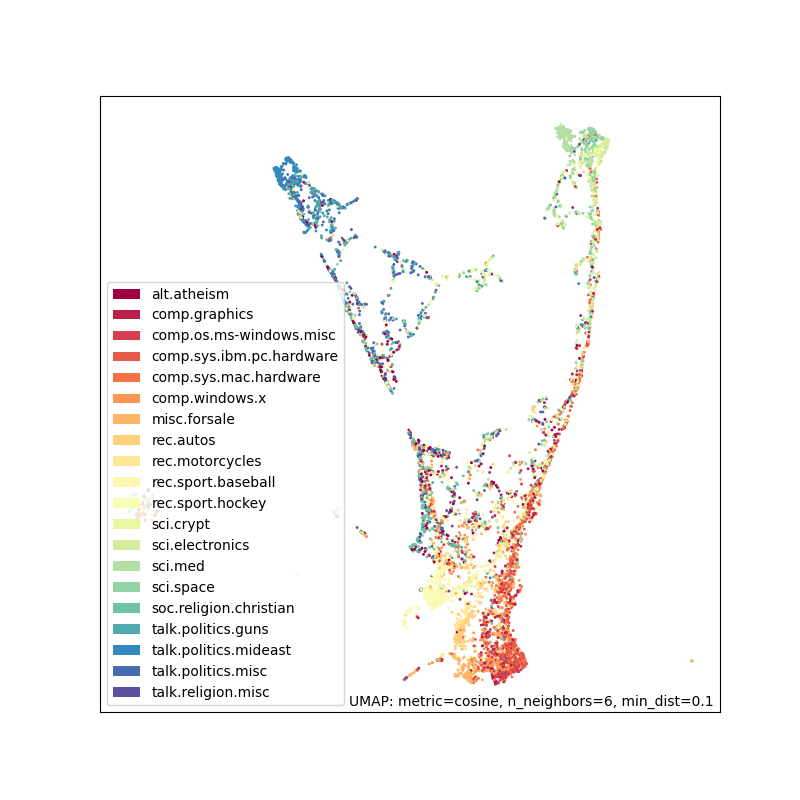 alt.atheism
comp.graphics
comp.os.ms-windows.misc
comp.sys.ibm.pc.hardware
comp.sys.mac.hardware
comp.windows.x
misc.forsale
rec.autos
rec.motorcycles
rec.sport.baseball
rec.sport.hockey
sci.crypt
sci.electronics
sci.med
sci.space
soc.religion.christian
talk.politics.guns
talk.politics.mideast
talk.politics.misc
talk.religion.misc
UMAP: metric=cosine, n_neighbors=6, min_dist=0.1